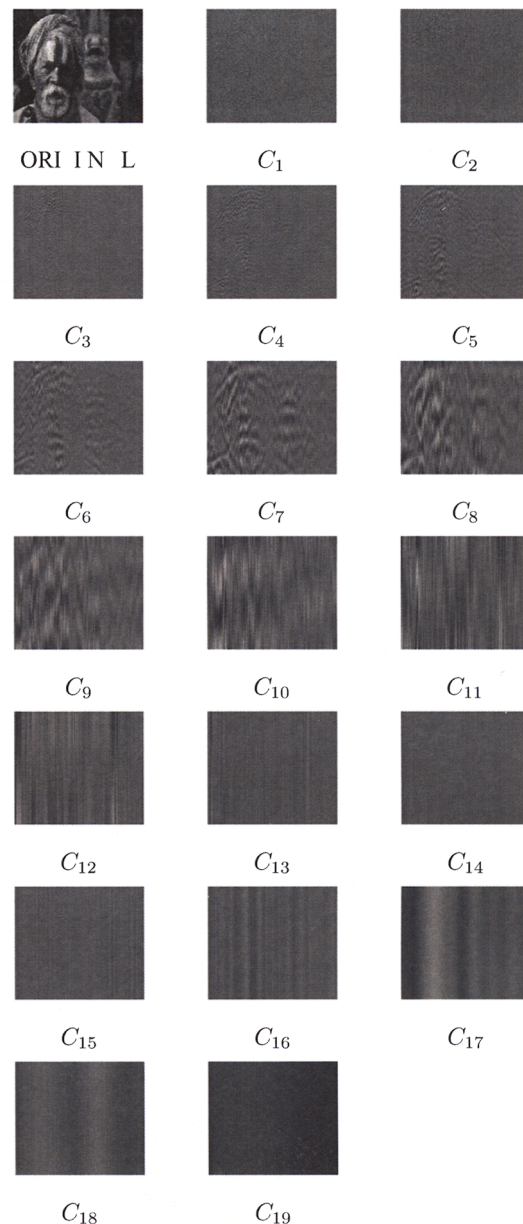 ORI I N L C₁ C₂
C₃ C₄ C₅
C₆ C₇ C₈
C₉ C₁₀ C₁₁
C₁₂ C₁₃ C₁₄
C₁₅ C₁₆ C₁₇
C₁₈ C₁₉